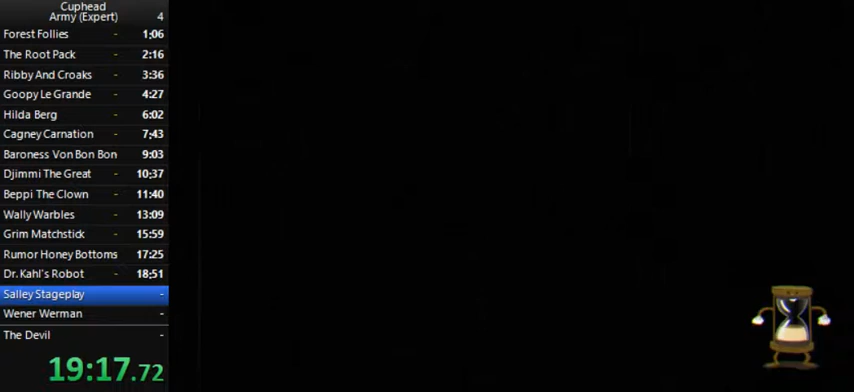 Cuphead
Army (Expert) 4
Forest Follies - 1:06
The Root Pack - 2:16
Ribby And Croaks - 3:36
Goopy Le Grande - 4:27
Hilda Berg - 6:02
Cagney Carnation - 7:43
Baroness Von Bon Bon 9:03
Djimmi The Great - 10:37
Beppi The Clown - 11:40
Wally Warbles - 13:09
Grim Matchstick - 15:59
Rumor Honey Bottoms 17:25
Dr. Kahl's Robot - 18:51
Salley Stageplay -
Wener Werman -
The Devil -
19:17.72